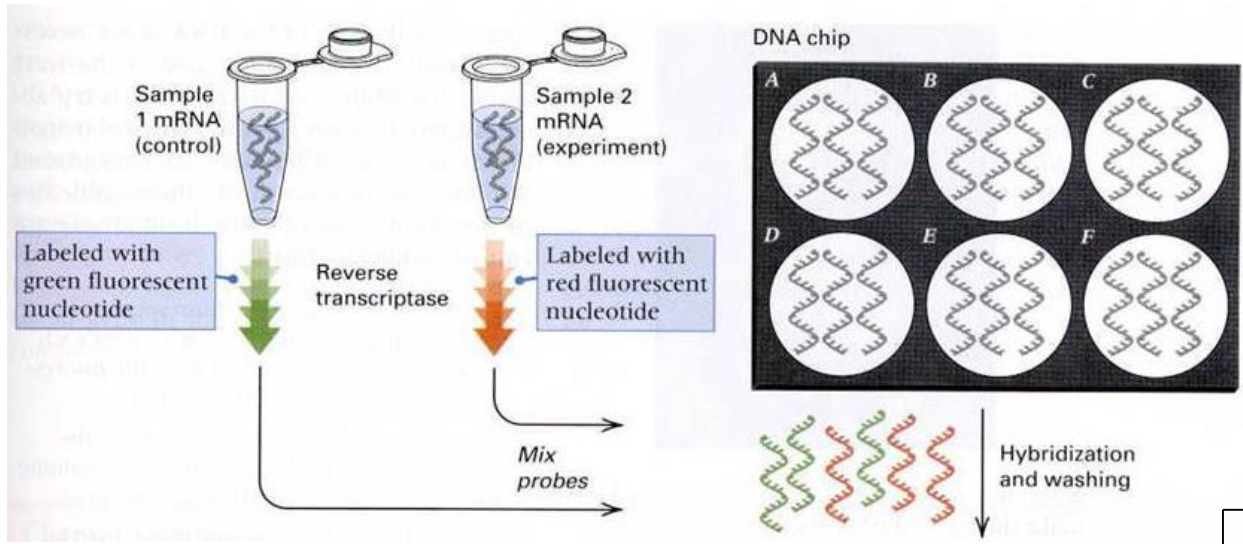 Sample
1 mRNA
(control)
Sample 2
mRNA
(experiment)
Labeled with
green fluorescent
nucleotide
Reverse
transcriptase
Labeled with
red fluorescent
nucleotide
Mix
probes
DNA chip
A
B
C
D
E
F
Hybridization
and washing